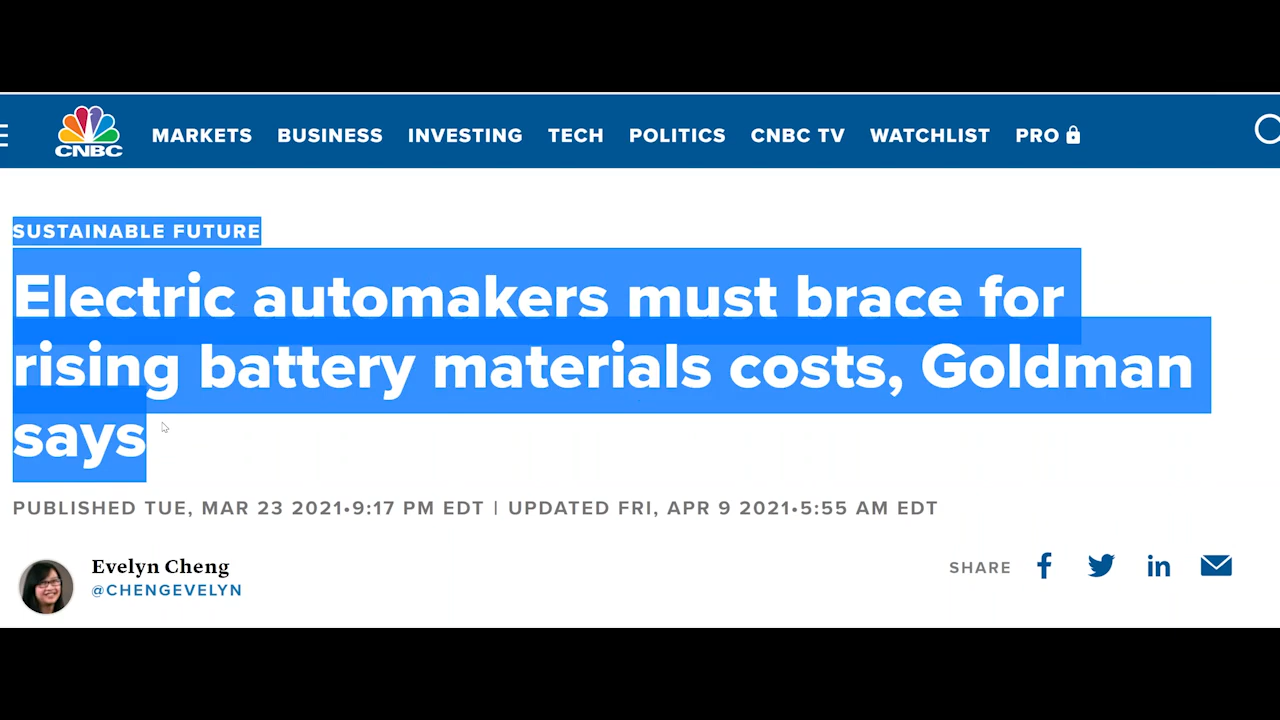 CNBC MARKETS BUSINESS INVESTING TECH POLITICS CNBC TV WATCHLIST PRO
SUSTAINABLE FUTURE
Electric automakers must brace for
rising battery materials costs, Goldman
says
PUBLISHED TUE, MAR 23 2021•9:17 PM EDT | UPDATED FRI, APR 9 2021•5:55 AM EDT
Evelyn Cheng
@CHENGEVELYN
SHARE f in